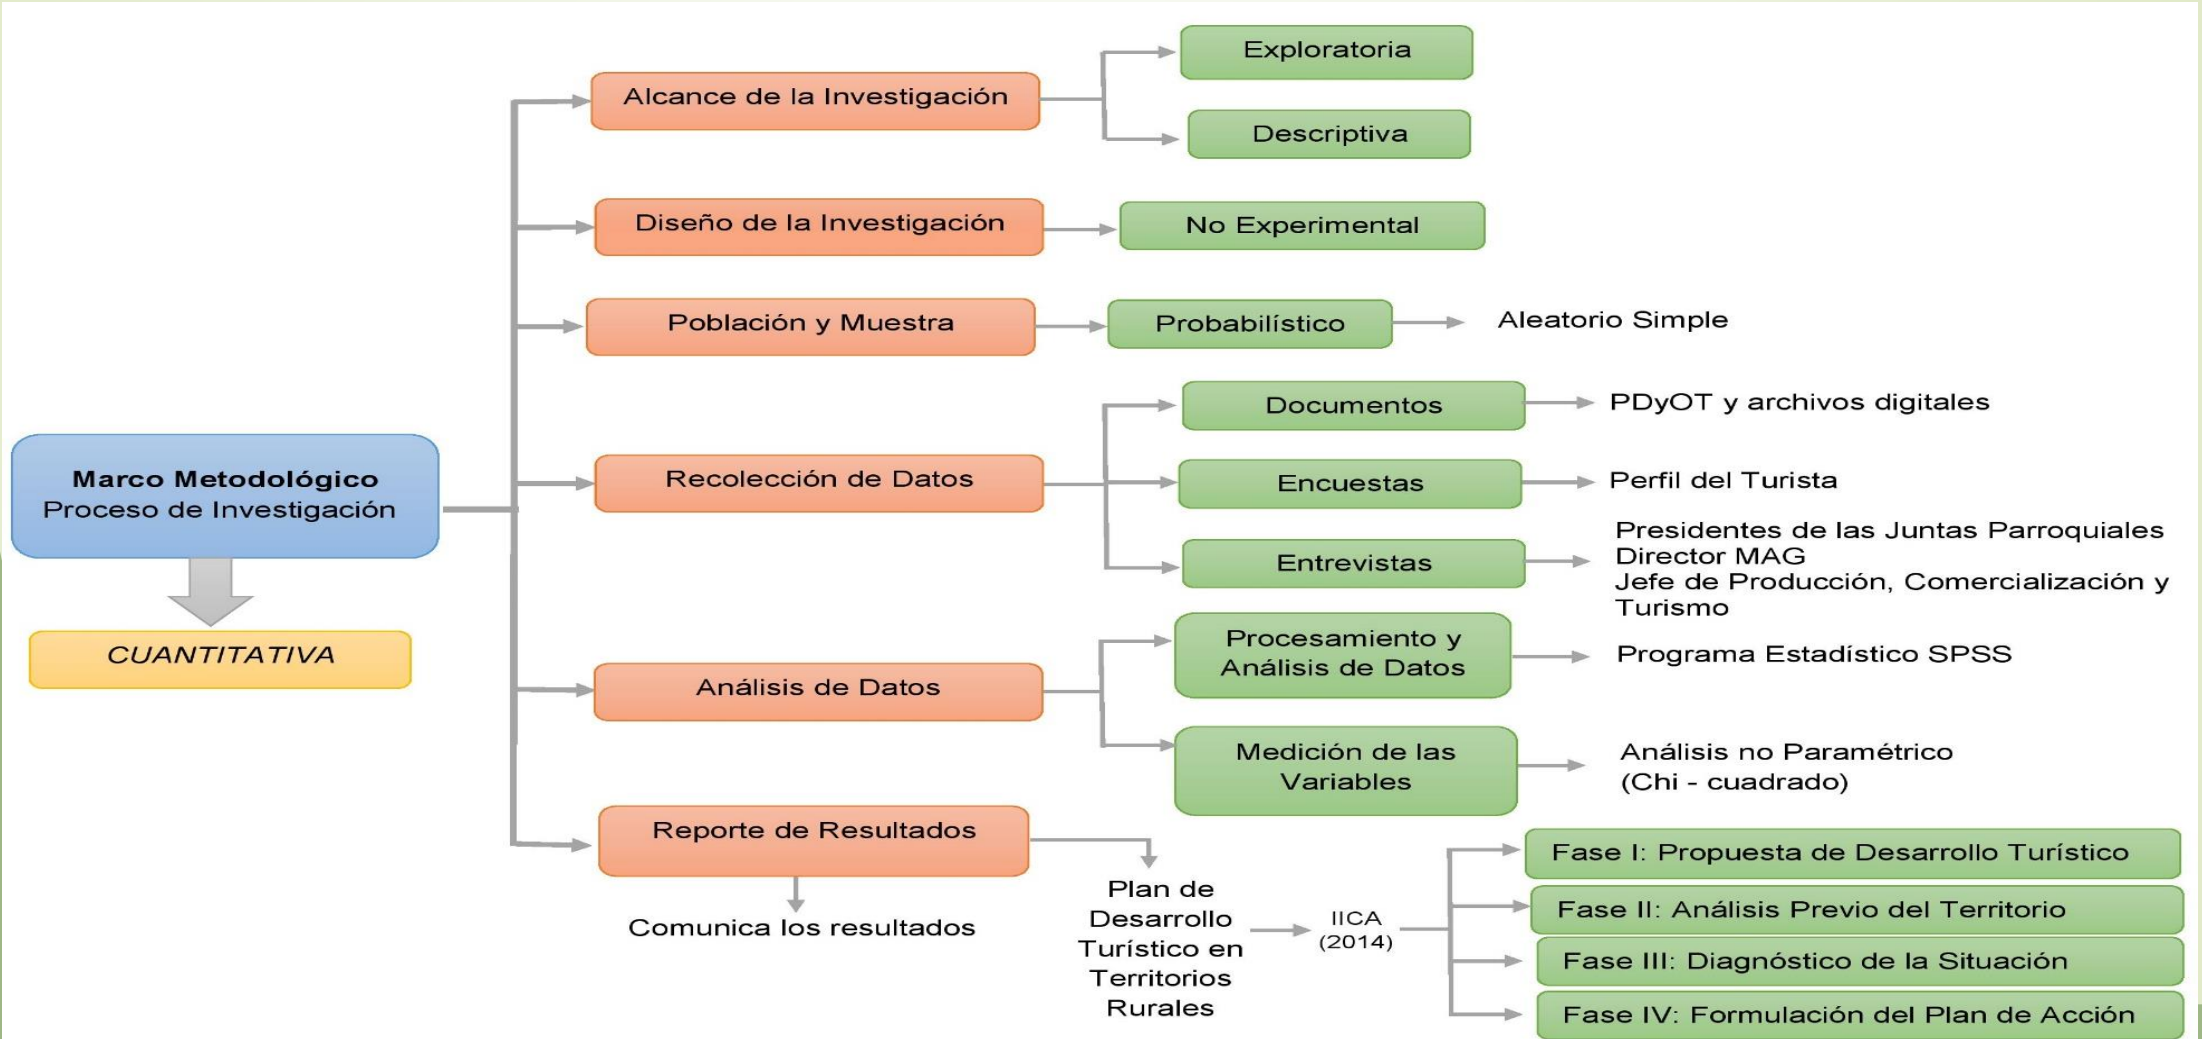 Marco Metodológico
Proceso de Investigación
CUANTITATIVA
Alcance de la Investigación
Exploratoria
Descriptiva
Diseño de la Investigación
No Experimental
Población y Muestra
Probabilístico
Aleatorio Simple
Recolección de Datos
Documentos
PDyOT y archivos digitales
Encuestas
Perfil del Turista
Entrevistas
Presidentes de las Juntas Parroquiales
Director MAG
Jefe de Producción, Comercialización y
Turismo
Análisis de Datos
Procesamiento y
Análisis de Datos
Programa Estadístico SPSS
Medición de las
Variables
Análisis no Paramétrico
(Chi - cuadrado)
Reporte de Resultados
Comunica los resultados
Plan de
Desarrollo
Turístico en
Territorios
Rurales
IICA
(2014)
Fase I: Propuesta de Desarrollo Turístico
Fase II: Análisis Previo del Territorio
Fase III: Diagnóstico de la Situación
Fase IV: Formulación del Plan de Acción